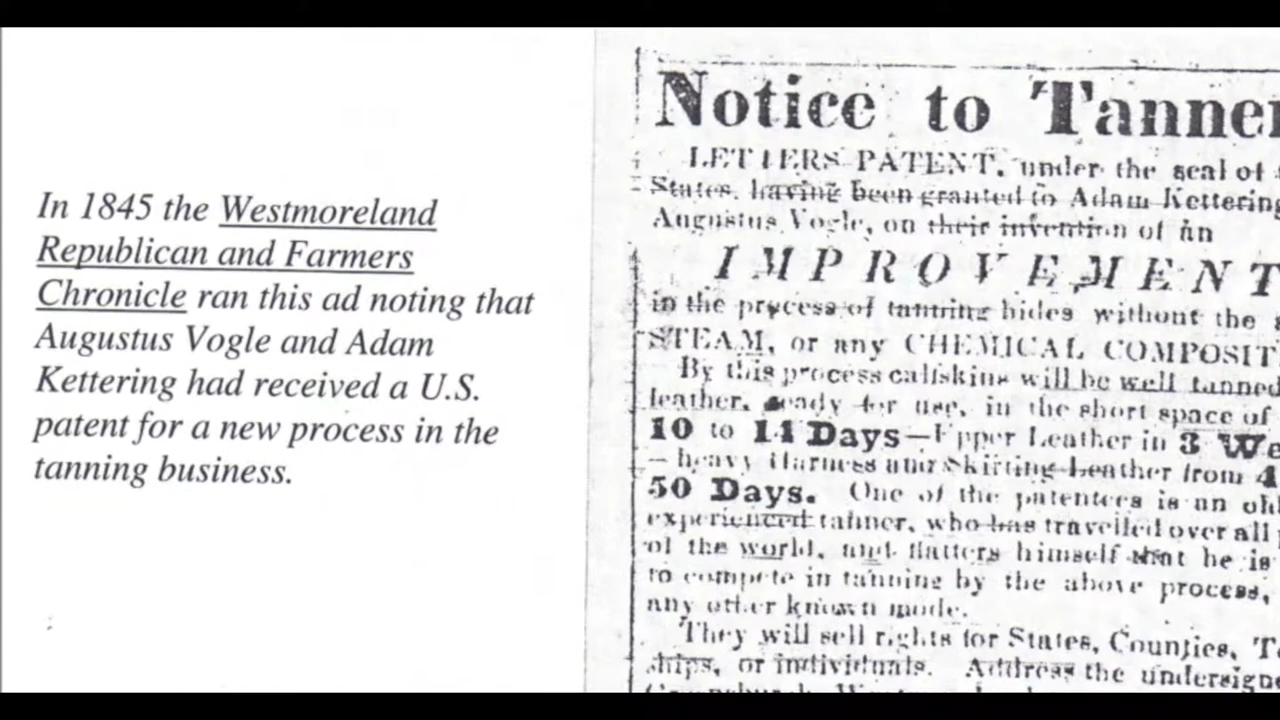 In 1845 the Westmoreland
Republican and Farmers
Chronicle ran this ad noting that
Augustus Vogle and Adam
Kettering had received a U.S.
patent for a new process in the
tanning business.
Notice to Tanner
LETTERS PATENT, under the seal of
States, having been granted to Adam Kettering
Augustus Vogle, on their invention of an
IMPROVEMENT
in the process of tanning hides without the
STEAM, or any CHEMICAL COMPOSIT
By this process calfskins will be well tanned
leather, ready for use, in the short space of
10 to 14 Days—Upper Leather in 3 We
— heavy Harness and Skirting Leather from 4
50 Days. One of the patentees is an old
experienced tanner, who has travelled over all
of the world, and flatters himself that he is
to compete in tanning by the above process,
any other known mode.
They will sell rights for States, Counties, To
ships, or individuals. Address the undersigne